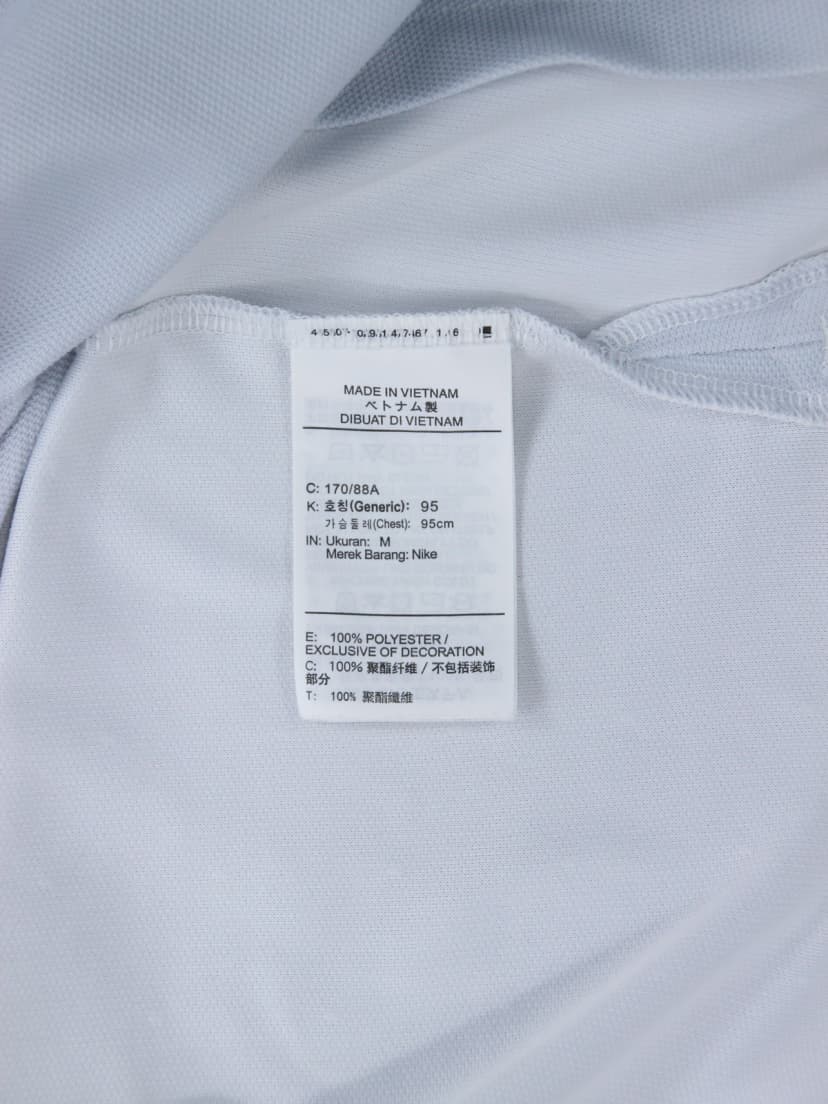 MADE IN VIETNAM
ベトナム製
DIBUAT DI VIETNAM
C: 170/88A
K: 호칭(Generic): 95
가슴둘레(Chest): 95cm
IN: Ukuran: M
Merek Barang: Nike
E: 100% POLYESTER /
EXCLUSIVE OF DECORATION
C: 100% 聚酯纤维 / 不包括装饰
部分
T: 100% 聚酯纖維